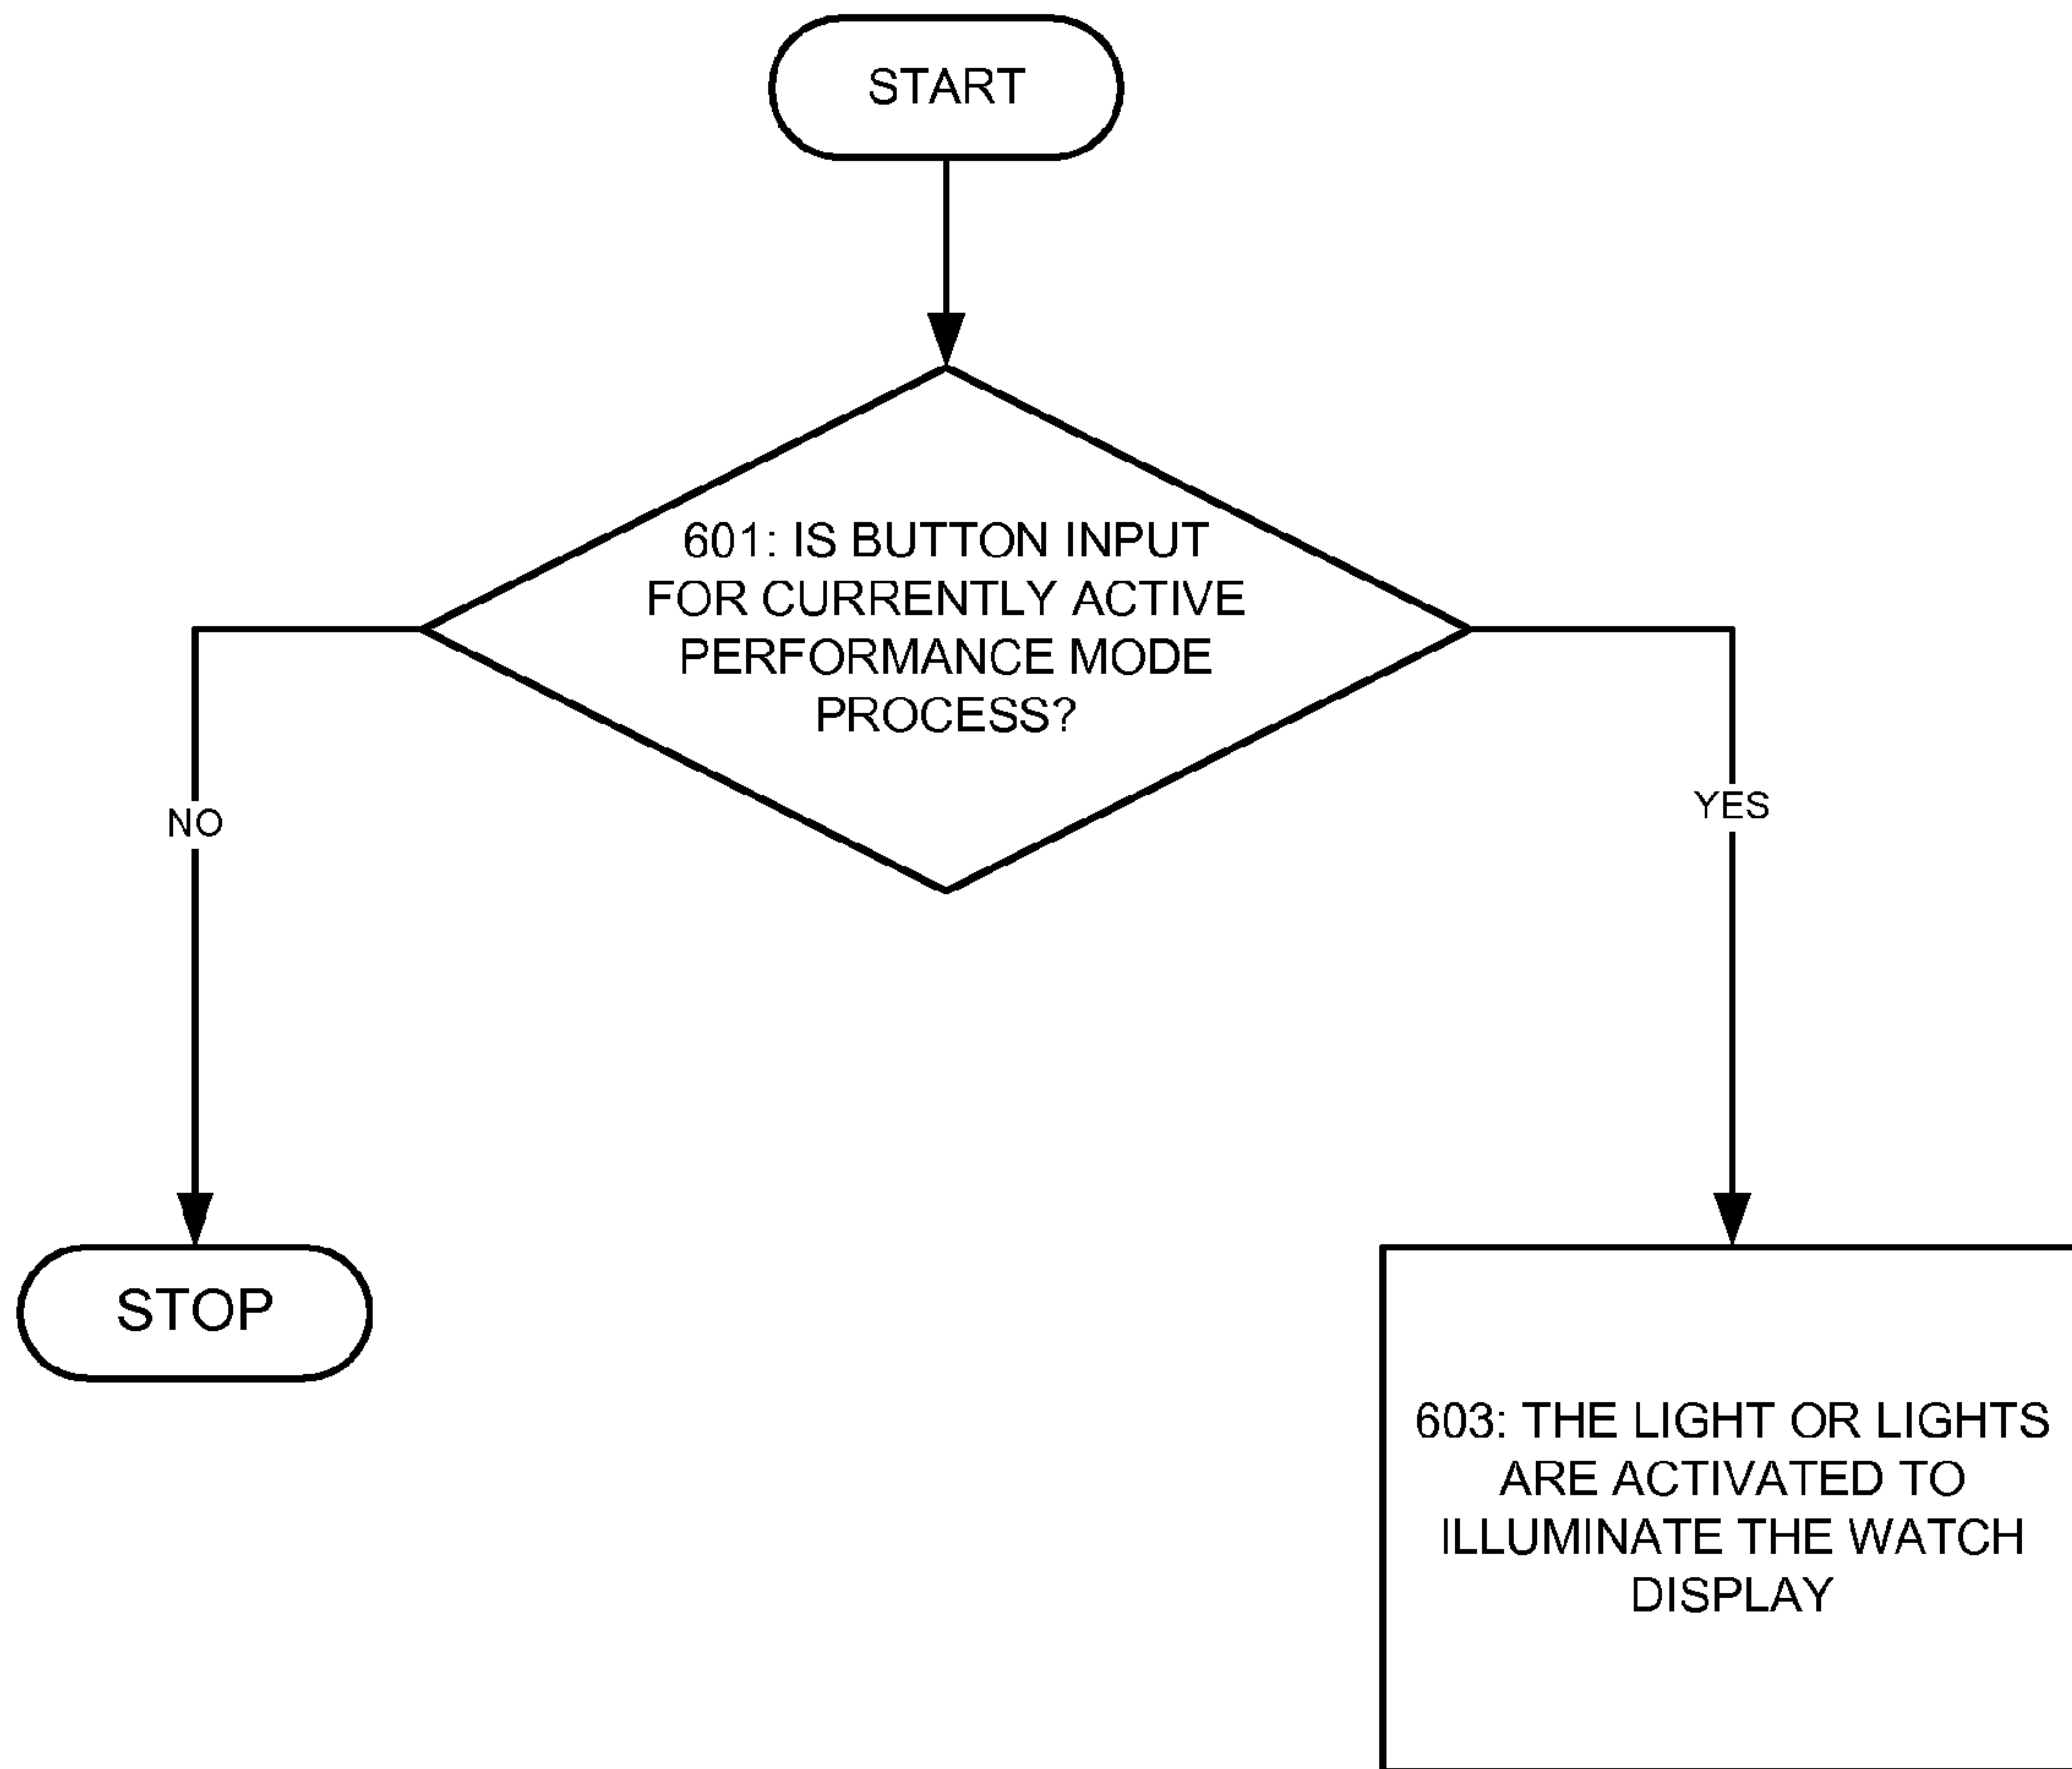 START
601: IS BUTTON INPUT
FOR CURRENTLY ACTIVE
PERFORMANCE MODE
PROCESS?
NO
YES
STOP
603: THE LIGHT OR LIGHTS
ARE ACTIVATED TO
ILLUMINATE THE WATCH
DISPLAY